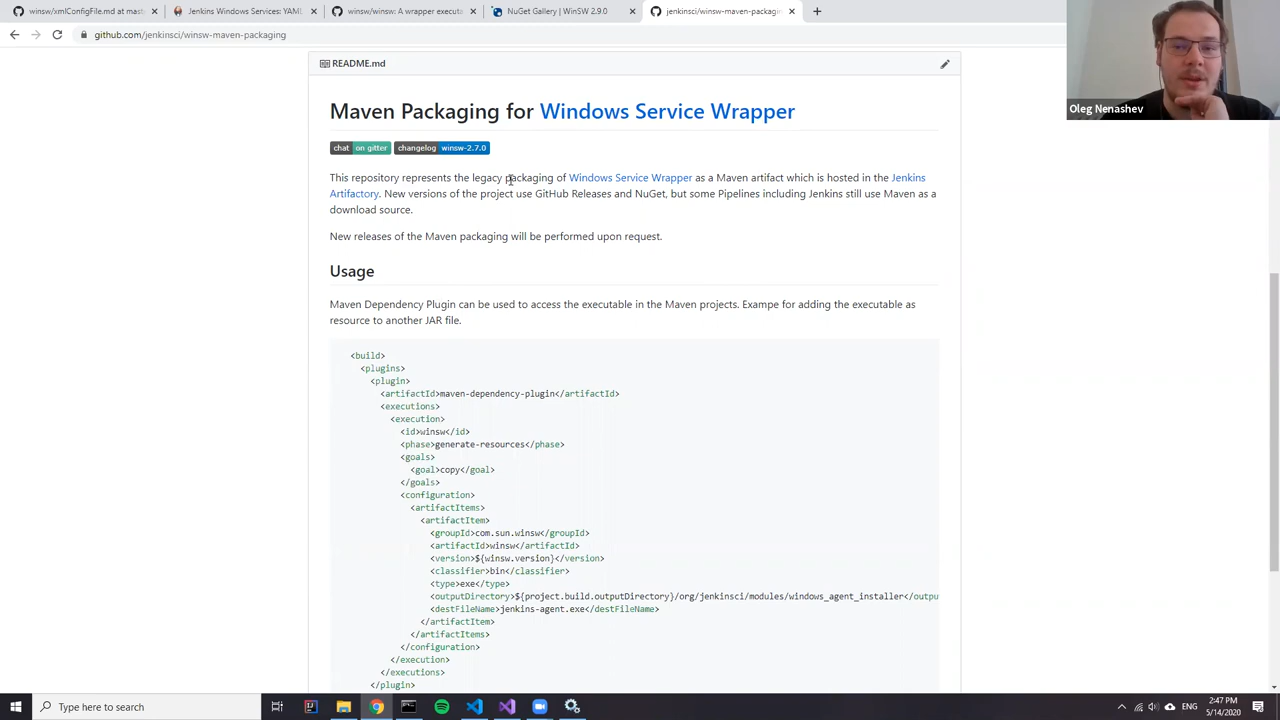 winsw/xmlConfigFile.md at mast
Jenkins Windows Services: YAML
winsw/winsw: A wrapper executa
NuGet Gallery | WinSW 2.9.0
jenkinsci/winsw-maven-packagin
github.com/jenkinsci/winsw-maven-packaging
Oleg Nenashev
README.md
Maven Packaging for Windows Service Wrapper
chat on gitter changelog winsw-2.7.0
This repository represents the legacy packaging of Windows Service Wrapper as a Maven artifact which is hosted in the Jenkins
Artifactory. New versions of the project use GitHub Releases and NuGet, but some Pipelines including Jenkins still use Maven as a
download source.
New releases of the Maven packaging will be performed upon request.
Usage
Maven Dependency Plugin can be used to access the executable in the Maven projects. Exampe for adding the executable as
resource to another JAR file.
<build>
<plugins>
<plugin>
<artifactId>maven-dependency-plugin</artifactId>
<executions>
<execution>
<id>winsw</id>
<phase>generate-resources</phase>
<goals>
<goal>copy</goal>
</goals>
<configuration>
<artifactItems>
<artifactItem>
<groupId>com.sun.winsw</groupId>
<artifactId>winsw</artifactId>
<version>${winsw.version}</version>
<classifier>bin</classifier>
<type>exe</type>
<outputDirectory>${project.build.outputDirectory}/org/jenkinsci/modules/windows_agent_installer</outpu
<destFileName>jenkins-agent.exe</destFileName>
</artifactItem>
</artifactItems>
</configuration>
</execution>
</executions>
</plugin>
Type here to search
ENG
2:47 PM
5/14/2020